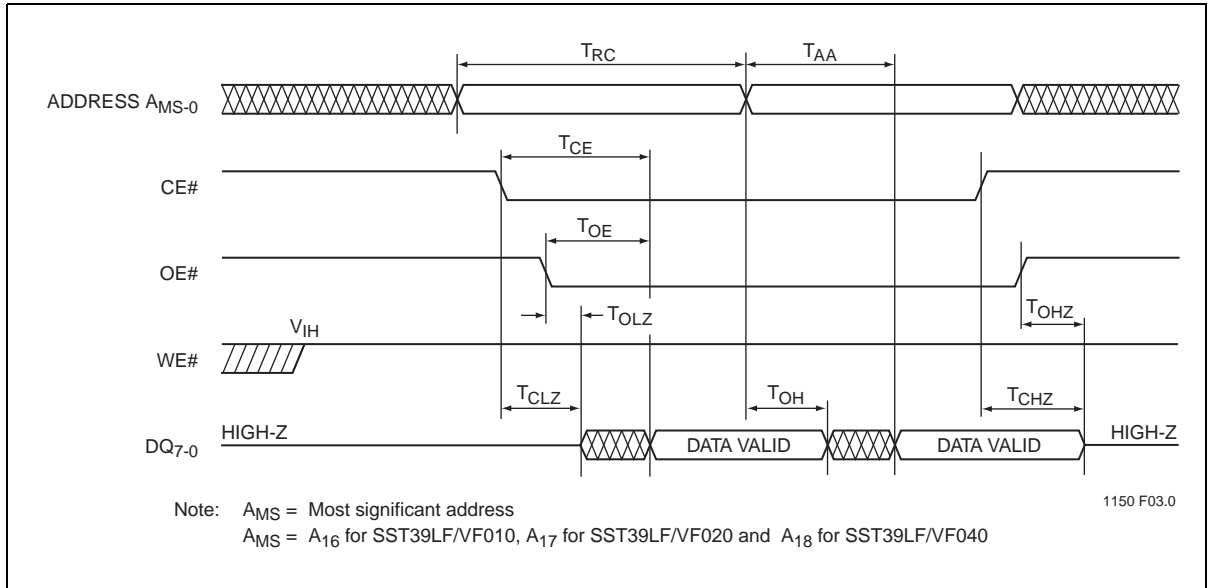 TRC
TAA
ADDRESS AMS-0
TCE
CE#
TOE
OE#
TOLZ
TOHZ
VIH
WE#
TCLZ
TOH
TCHZ
HIGH-Z
DQ7-0
DATA VALID
DATA VALID
HIGH-Z
1150 F03.0
Note: AMS = Most significant address
AMS = A16 for SST39LF/VF010, A17 for SST39LF/VF020 and A18 for SST39LF/VF040